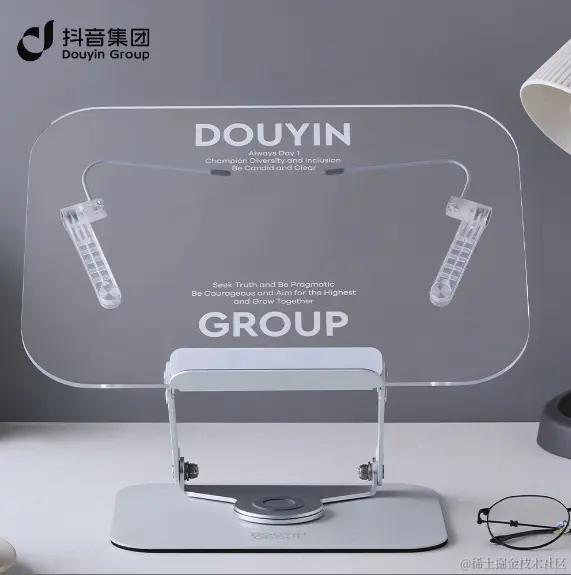 抖音集团
Douyin Group
DOUYIN
Always Day 1
Champion Diversity and Inclusion
Be Candid and Clear
Seek Truth and Be Pragmatic
Be Courageous and Aim for the Highest
and Grow Together
GROUP
DOUYIN
GROUP
@稀土掘金技术社区